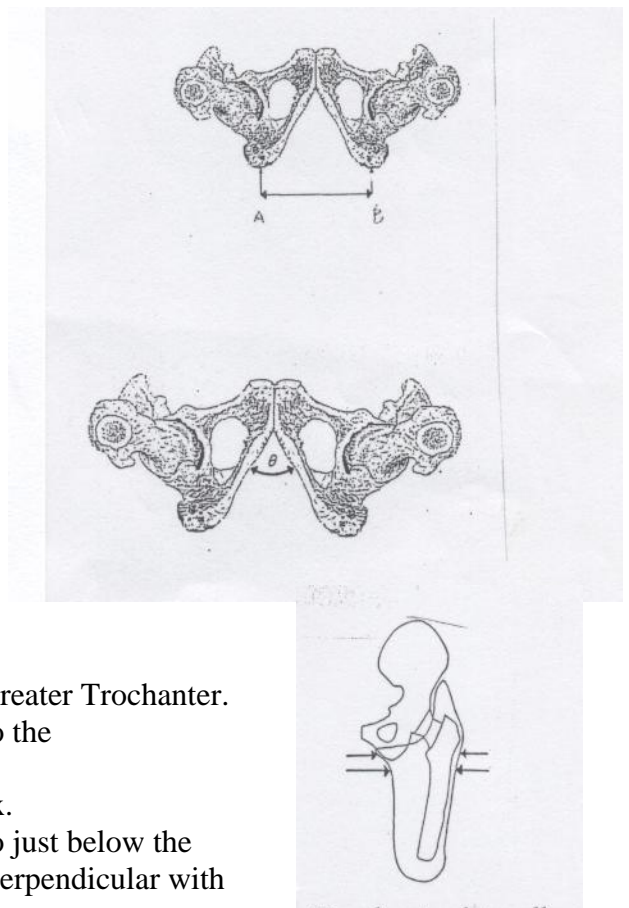 A B
θ
reater Trochanter.
o the
k.
o just below the
erpendicular with